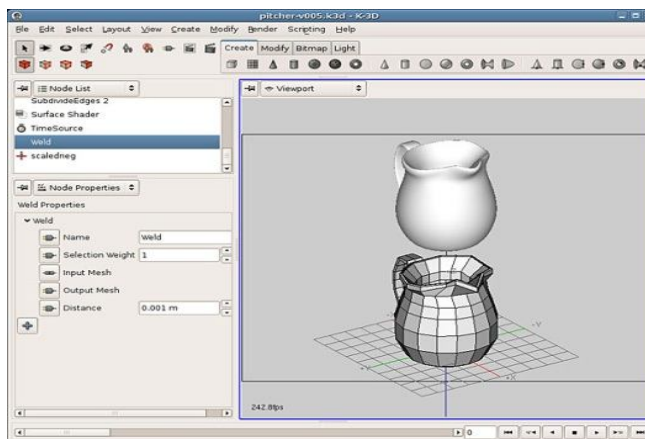 pitcher-v005.k3d - K-3D
File Edit Select Layout View Create Modify Render Scripting Help
Create Modify Bitmap Light
Node List
SubdivideEdges 2
Surface Shader
TimeSource
Weld
scaledneg
Node Properties
Weld Properties
Weld
Name Weld
Selection Weight 1
Input Mesh
Output Mesh
Distance 0.001 m
Viewport
-Y
+Y
+X
242.8fps
0